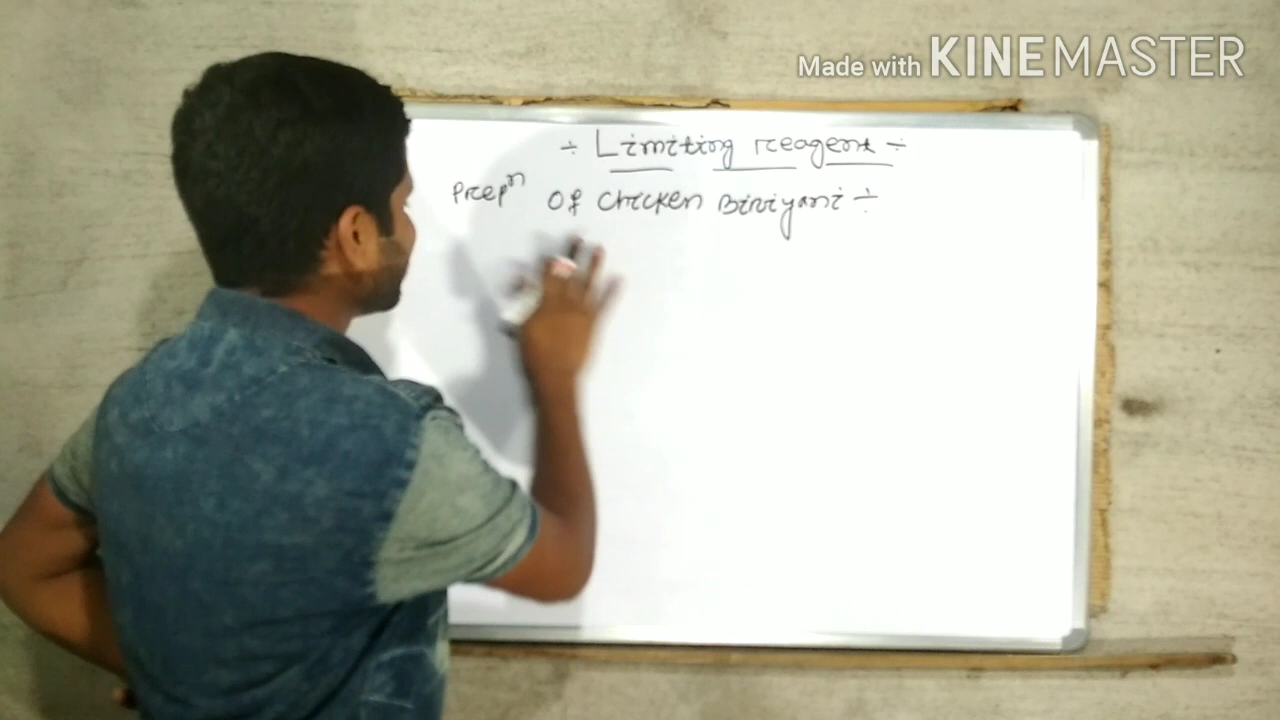 Made with KINEMASTER
÷ Limiting reagent ÷
Prepⁿ of chicken Biriyani ÷